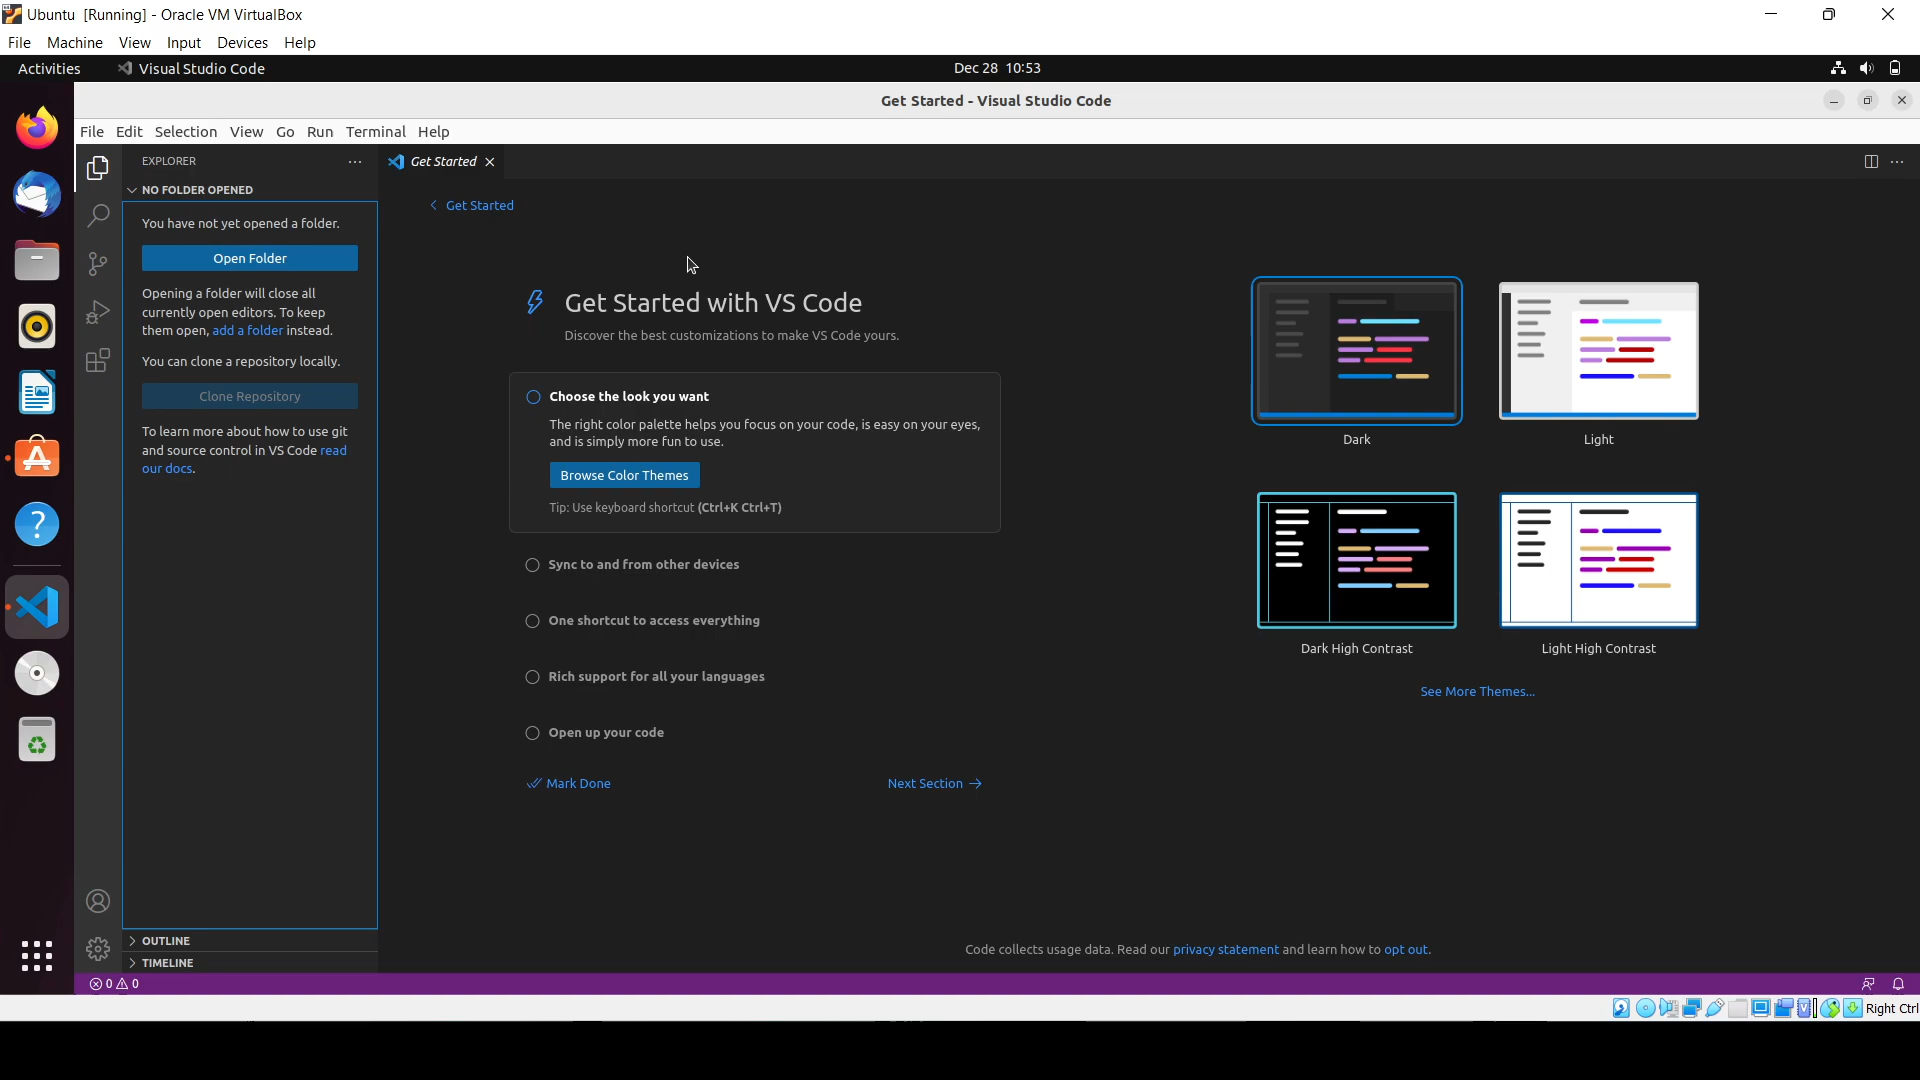 Ubuntu [Running] - Oracle VM VirtualBox
File Machine View Input Devices Help
Activities Visual Studio Code Dec 28 10:53
Get Started - Visual Studio Code
File Edit Selection View Go Run Terminal Help
EXPLORER
NO FOLDER OPENED
You have not yet opened a folder.
Open Folder
Opening a folder will close all
currently open editors. To keep
them open, add a folder instead.
You can clone a repository locally.
Clone Repository
To learn more about how to use git
and source control in VS Code read
our docs.
OUTLINE
TIMELINE
Get Started
Get Started
Get Started with VS Code
Discover the best customizations to make VS Code yours.
Choose the look you want
The right color palette helps you focus on your code, is easy on your eyes,
and is simply more fun to use.
Browse Color Themes
Tip: Use keyboard shortcut (Ctrl+K Ctrl+T)
Sync to and from other devices
One shortcut to access everything
Rich support for all your languages
Open up your code
Mark Done
Next Section
Dark
Light
Dark High Contrast
Light High Contrast
See More Themes...
Code collects usage data. Read our privacy statement and learn how to opt out.
0 0
Right Ctrl